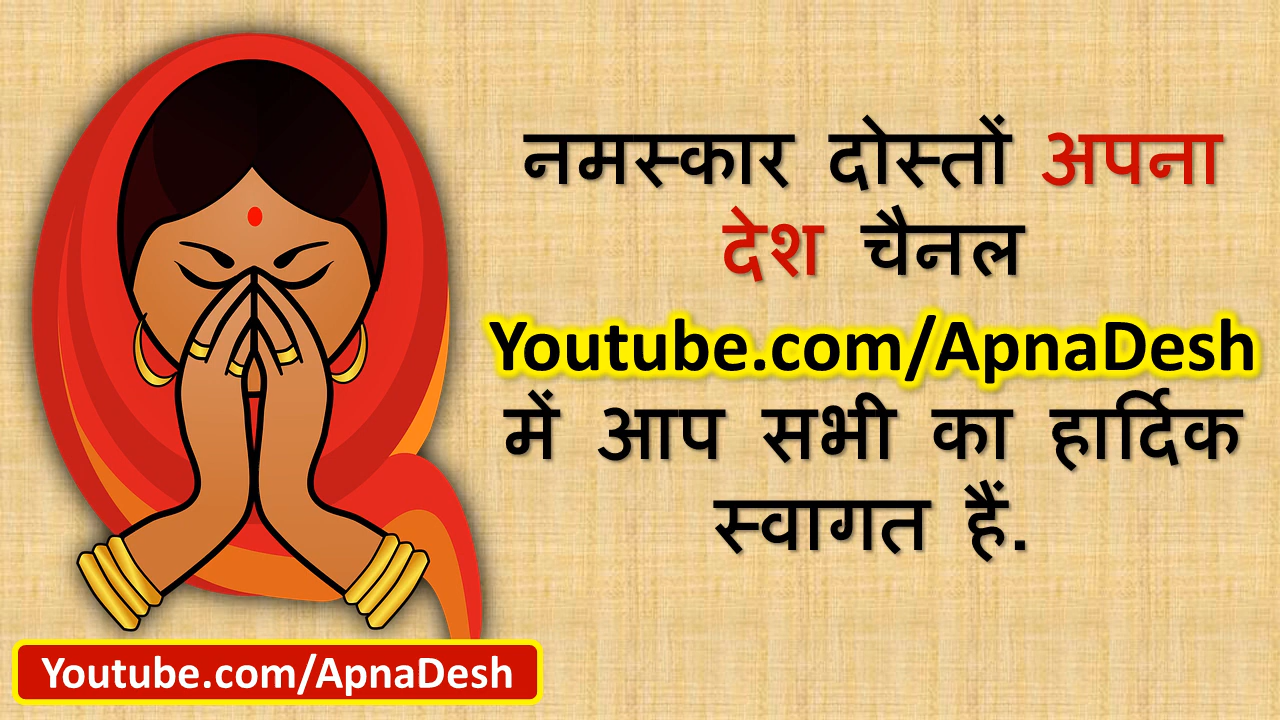 नमस्कार दोस्तों अपना
देश चैनल
Youtube.com/ApnaDesh
में आप सभी का हार्दिक
स्वागत हैं.
Youtube.com/ApnaDesh